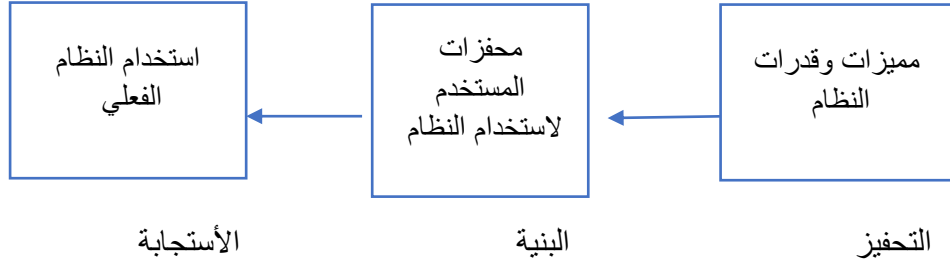 مميزات وقدرات
النظام
محفزات
المستخدم
لاستخدام النظام
استخدام النظام
الفعلي
التحفيز
البنية
الأستجابة